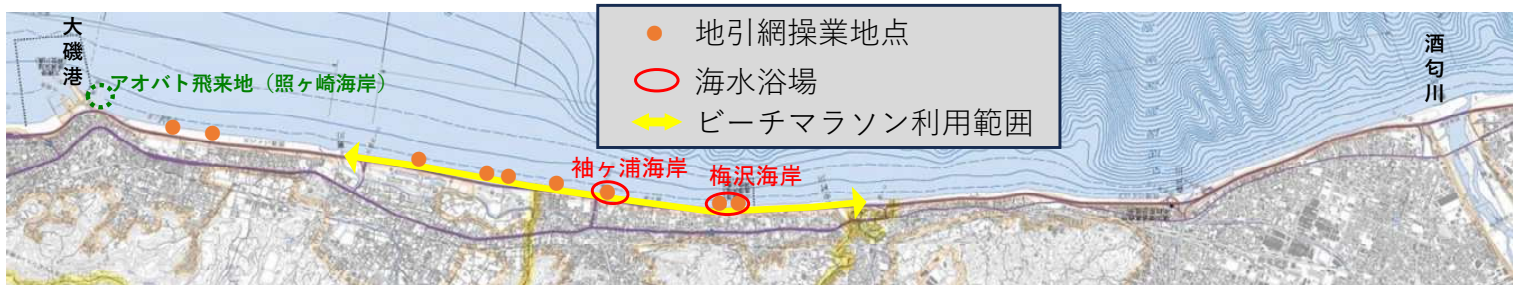 大磯港
アオバト飛来地（照ヶ崎海岸）
地引網操業地点
海水浴場
ビーチマラソン利用範囲
酒匂川
袖ヶ浦海岸
梅沢海岸